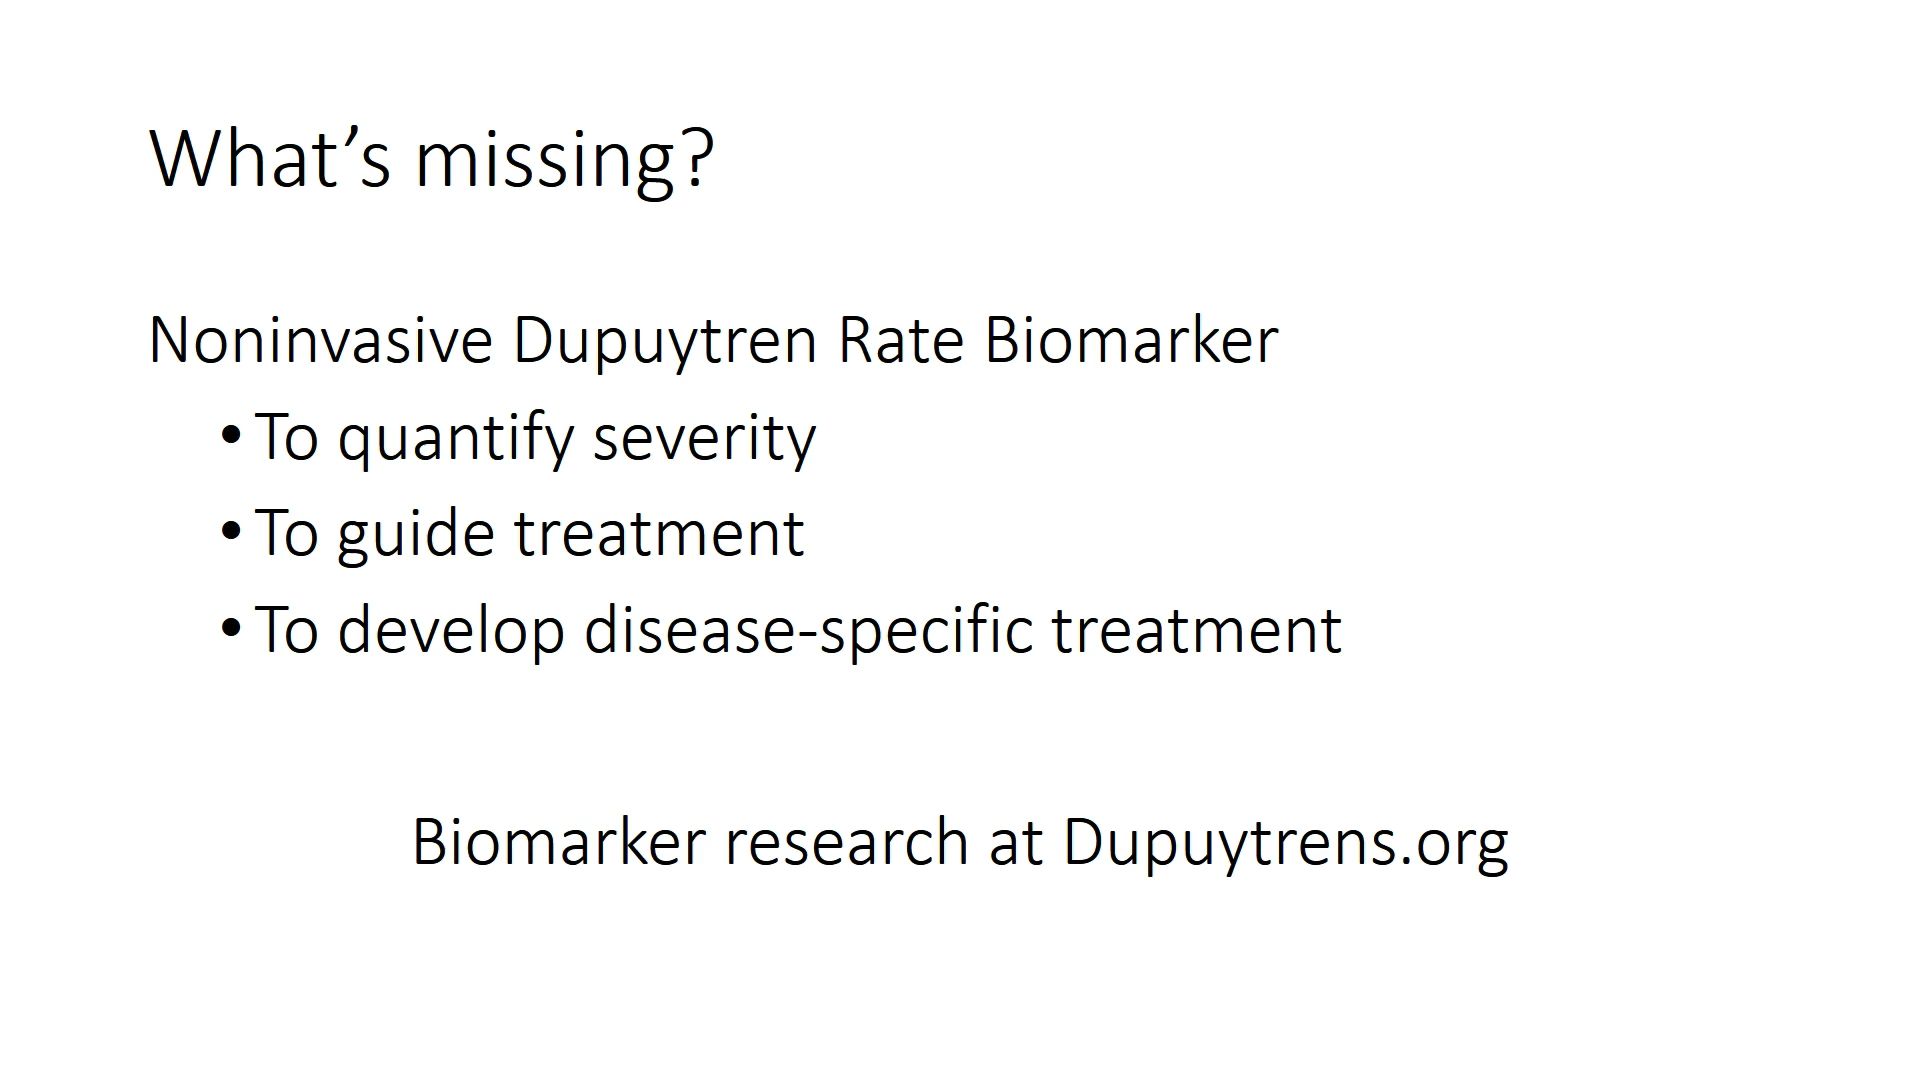 What’s missing?
Noninvasive Dupuytren Rate Biomarker
• To quantify severity
• To guide treatment
• To develop disease-specific treatment
Biomarker research at Dupuytrens.org